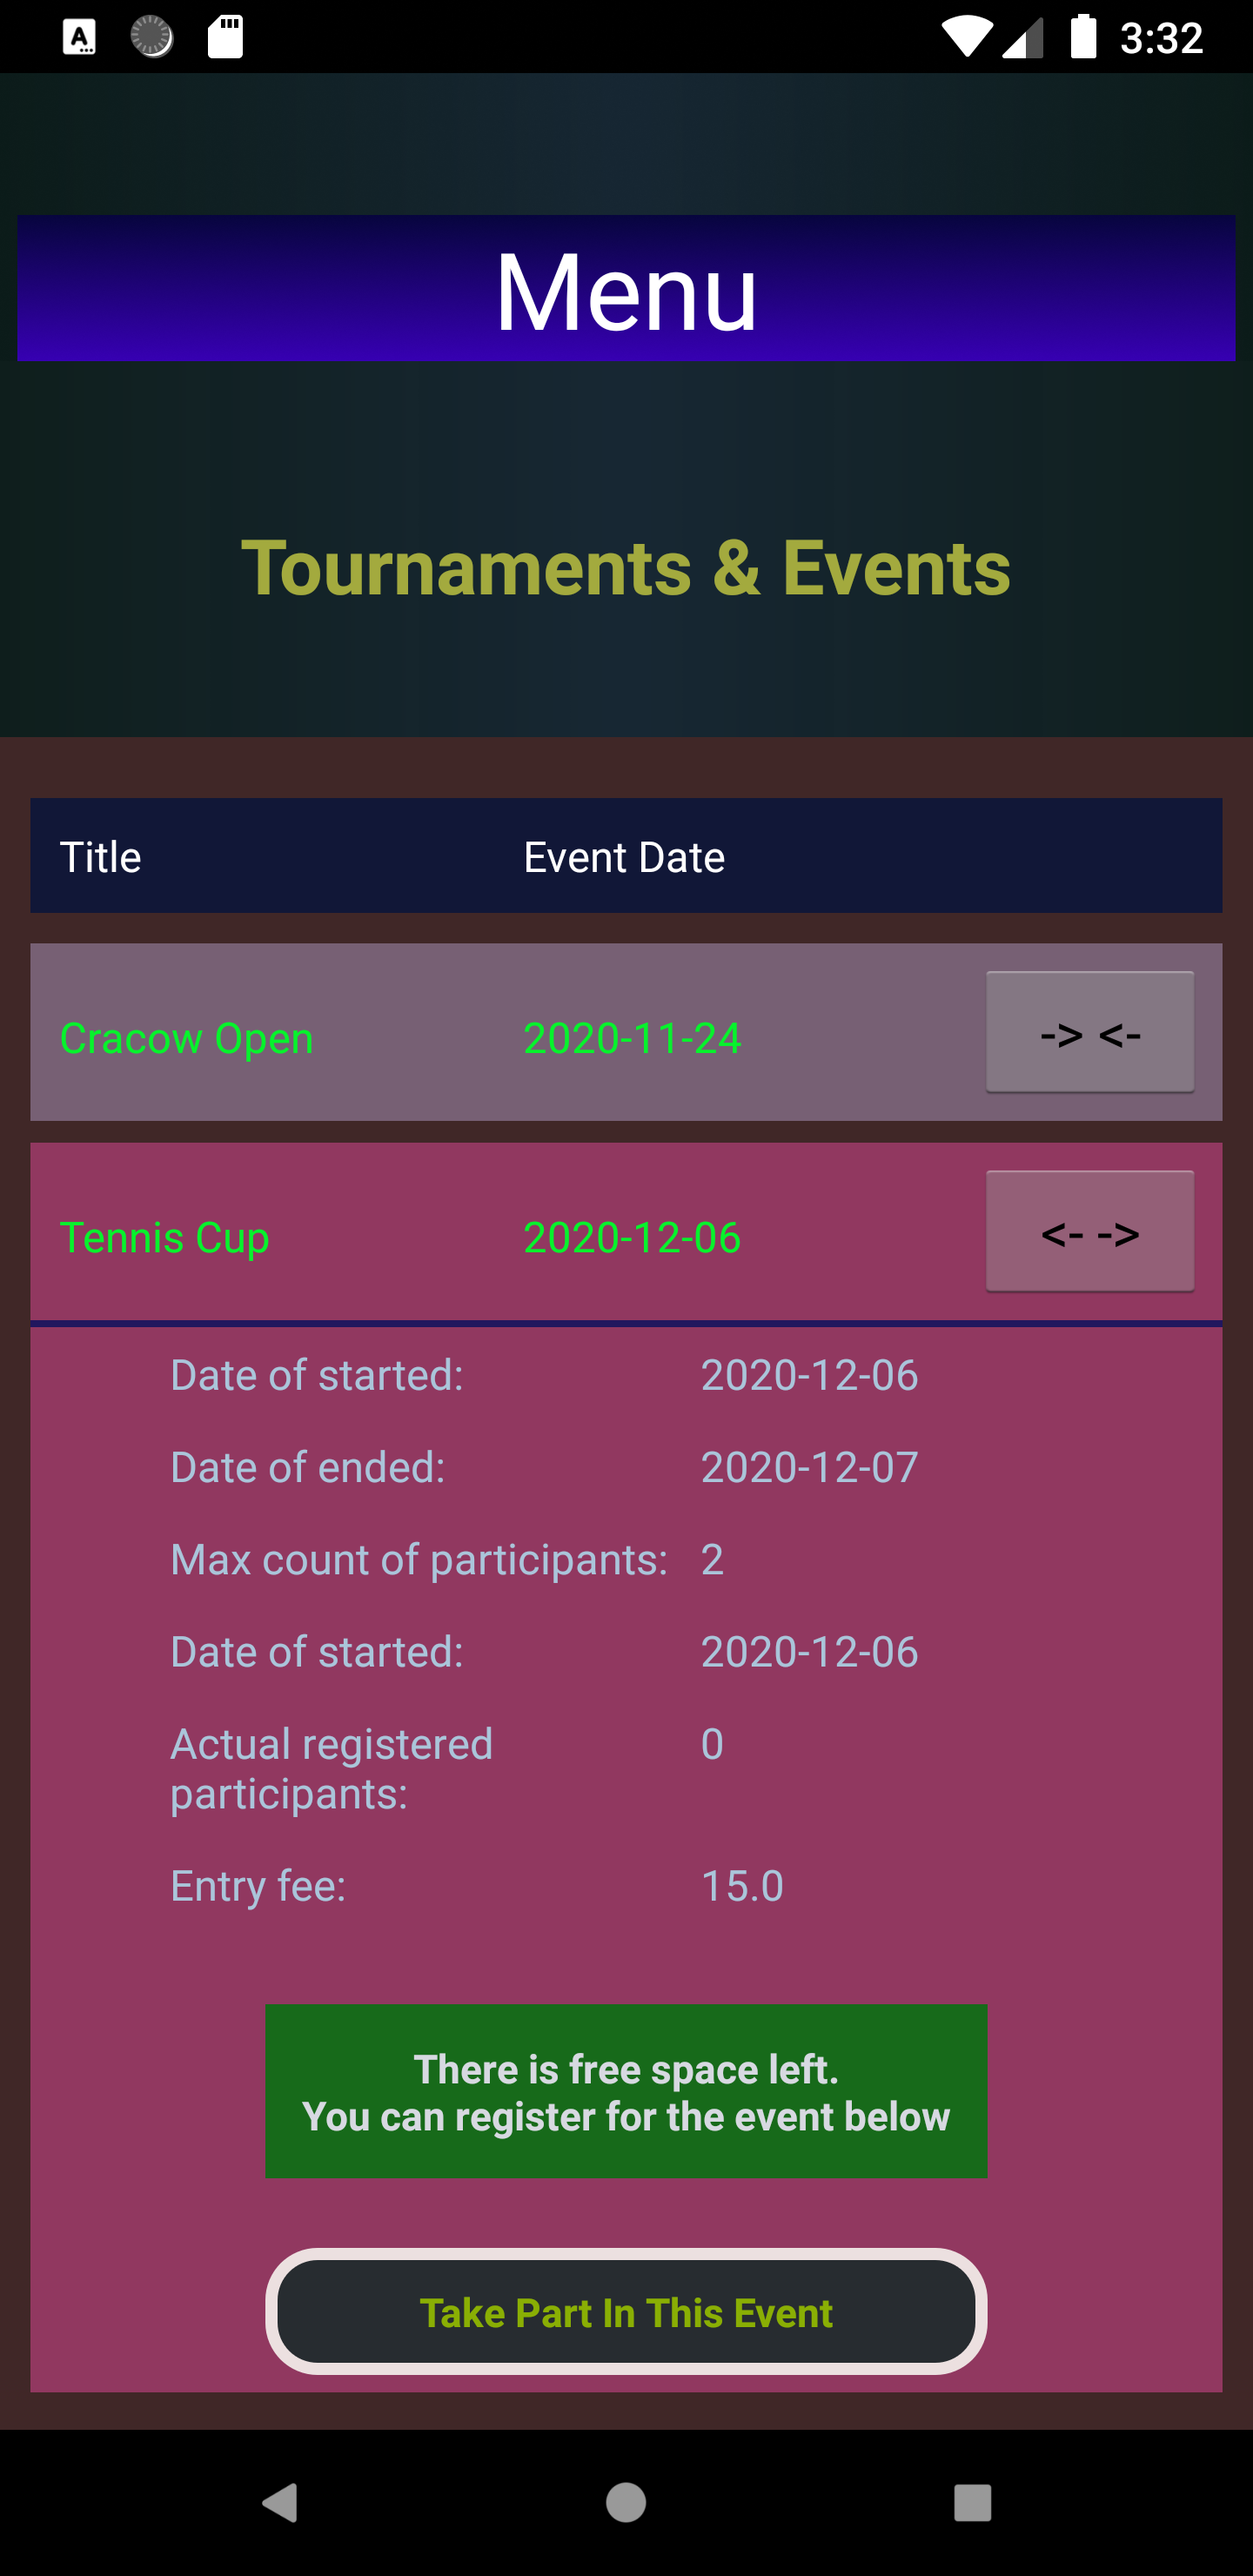 3:32
Menu
Tournaments & Events
Title Event Date
Cracow Open 2020-11-24 -> <-
Tennis Cup 2020-12-06 <- ->
Date of started: 2020-12-06
Date of ended: 2020-12-07
Max count of participants: 2
Date of started: 2020-12-06
Actual registered 0
participants:
Entry fee: 15.0
There is free space left.
You can register for the event below
Take Part In This Event